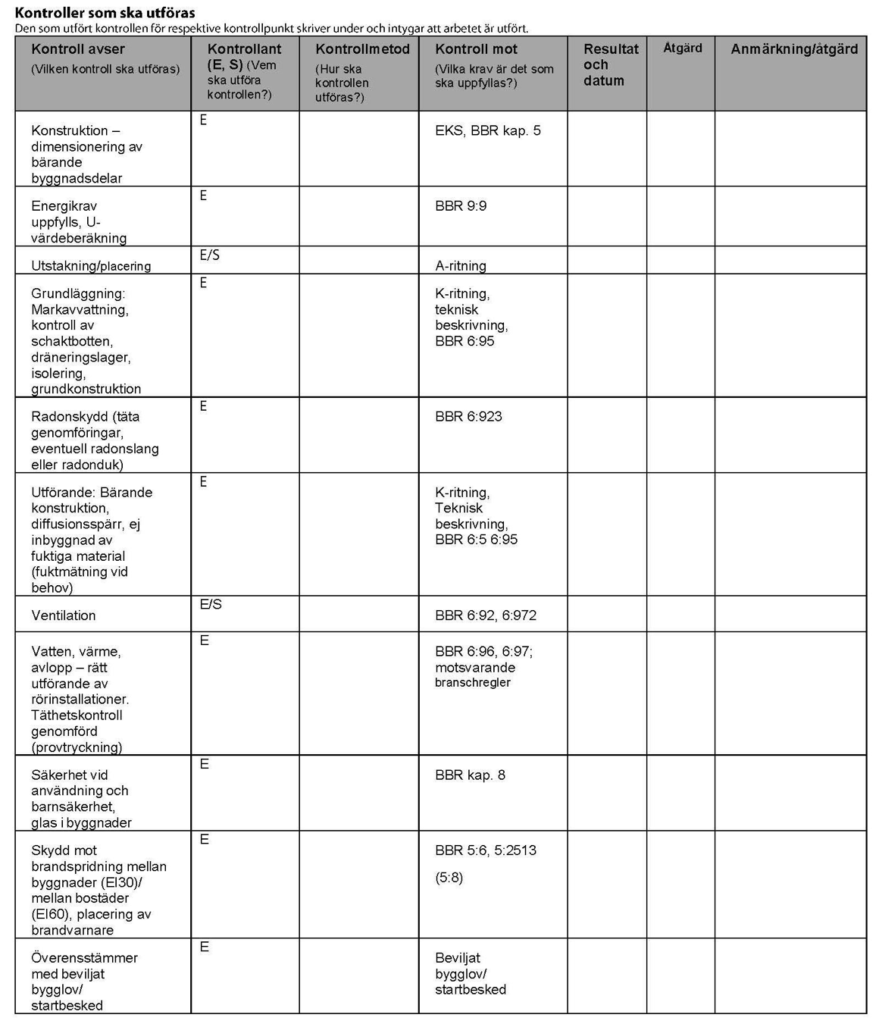 Kontroller som ska utföras
Den som utfört kontrollen för respektive kontrollpunkt skriver under och intygar att arbetet är utfört.
Kontroll avser
(Vilken kontroll ska utföras)
Kontrollant
(E, S) (Vem
ska utföra
kontrollen?)
Kontrollmetod
(Hur ska
kontrollen
utföras?)
Kontroll mot
(Vilka krav är det som
ska uppfyllas?)
Resultat
och
datum
Åtgärd
Anmärkning/åtgärd
Konstruktion –
dimensionering av
bärande
byggnadsdelar
E
EKS, BBR kap. 5
Energikrav
uppfylls, U-
värdeberäkning
E
BBR 9:9
Utstakning/placering
E/S
A-ritning
Grundläggning:
Markavvattning,
kontroll av
schaktbotten,
dräneringslager,
isolering,
grundkonstruktion
E
K-ritning,
teknisk
beskrivning,
BBR 6:95
Radonskydd (täta
genomföringar,
eventuell radonslang
eller radonduk)
E
BBR 6:923
Utförande: Bärande
konstruktion,
diffusionsspärr, ej
inbyggnad av
fuktiga material
(fuktmätning vid
behov)
E
K-ritning,
Teknisk
beskrivning,
BBR 6:5 6:95
Ventilation
E/S
BBR 6:92, 6:972
Vatten, värme,
avlopp – rätt
utförande av
rörinstallationer.
Täthetskontroll
genomförd
(provtryckning)
E
BBR 6:96, 6:97;
motsvarande
branschregler
Säkerhet vid
användning och
barnsäkerhet,
glas i byggnader
E
BBR kap. 8
Skydd mot
brandspridning mellan
byggnader (EI30)/
mellan bostäder
(EI60), placering av
brandvarnare
E
BBR 5:6, 5:2513
(5:8)
Överensstämmer
med beviljat
bygglov/
startbesked
E
Beviljat
bygglov/
startbesked